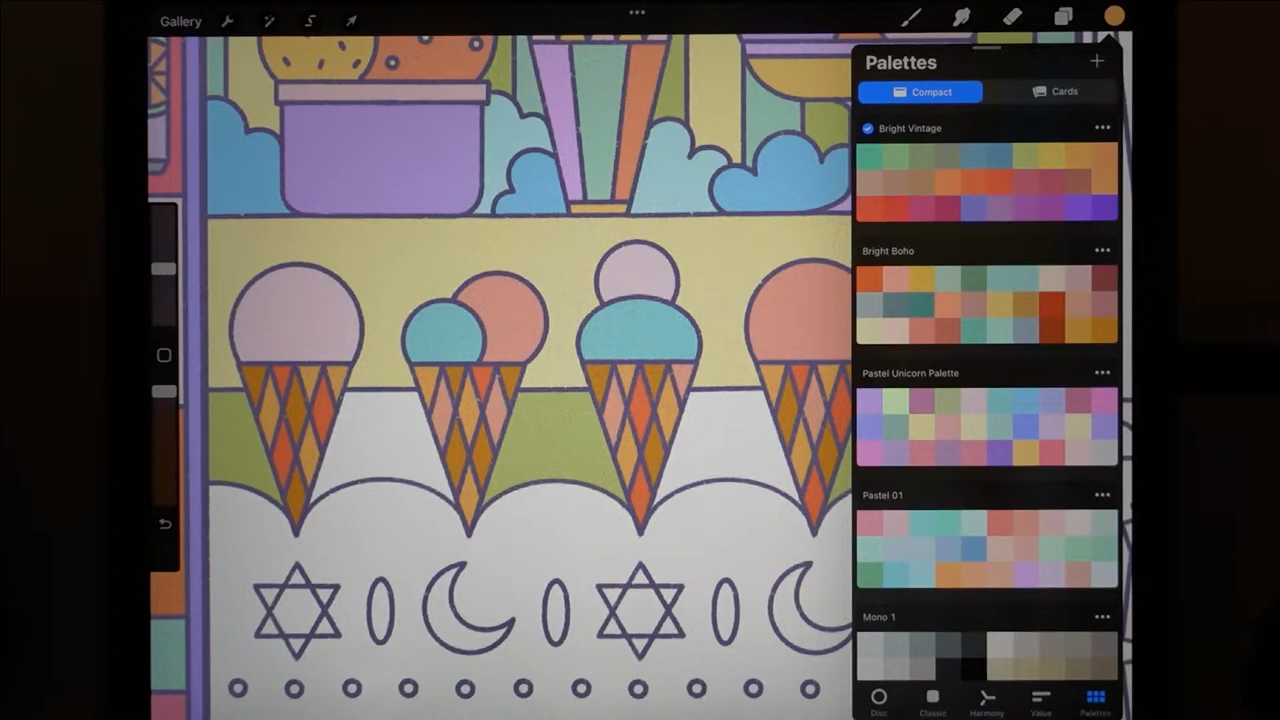 Gallery
Palettes
Compact
Cards
Bright Vintage
Bright Boho
Pastel Unicorn Palette
Pastel 01
Mono 1
Disc
Classic
Harmony
Value
Palettes